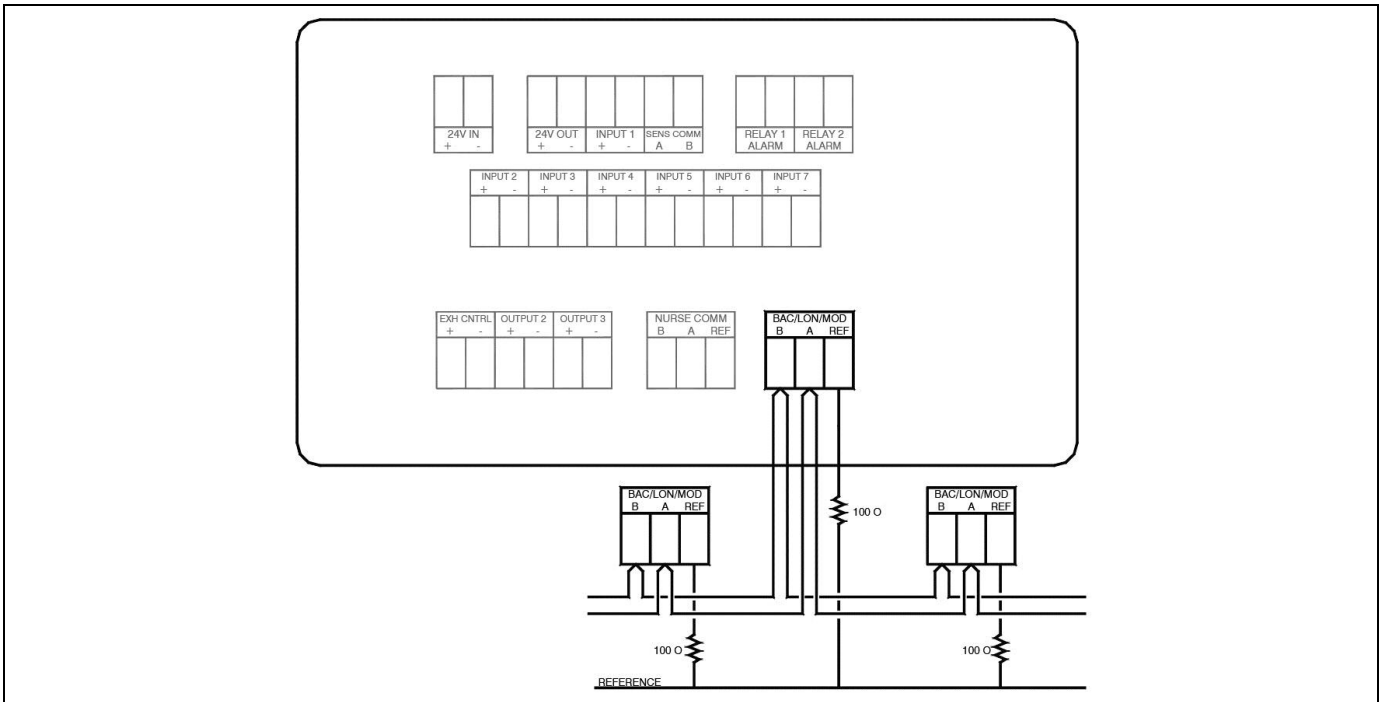 24V IN
+ -
24V OUT INPUT 1 SENS COMM
+ - + - A B
RELAY 1 RELAY 2
ALARM ALARM
INPUT 2 INPUT 3 INPUT 4 INPUT 5 INPUT 6 INPUT 7
+ - + - + - + - + - + -
EXH CNTRL OUTPUT 2 OUTPUT 3
+ - + - + -
NURSE COMM
B A REF
BAC/LON/MOD
B A REF
BAC/LON/MOD
B A REF
100 O
BAC/LON/MOD
B A REF
100 O
100 O
REFERENCE